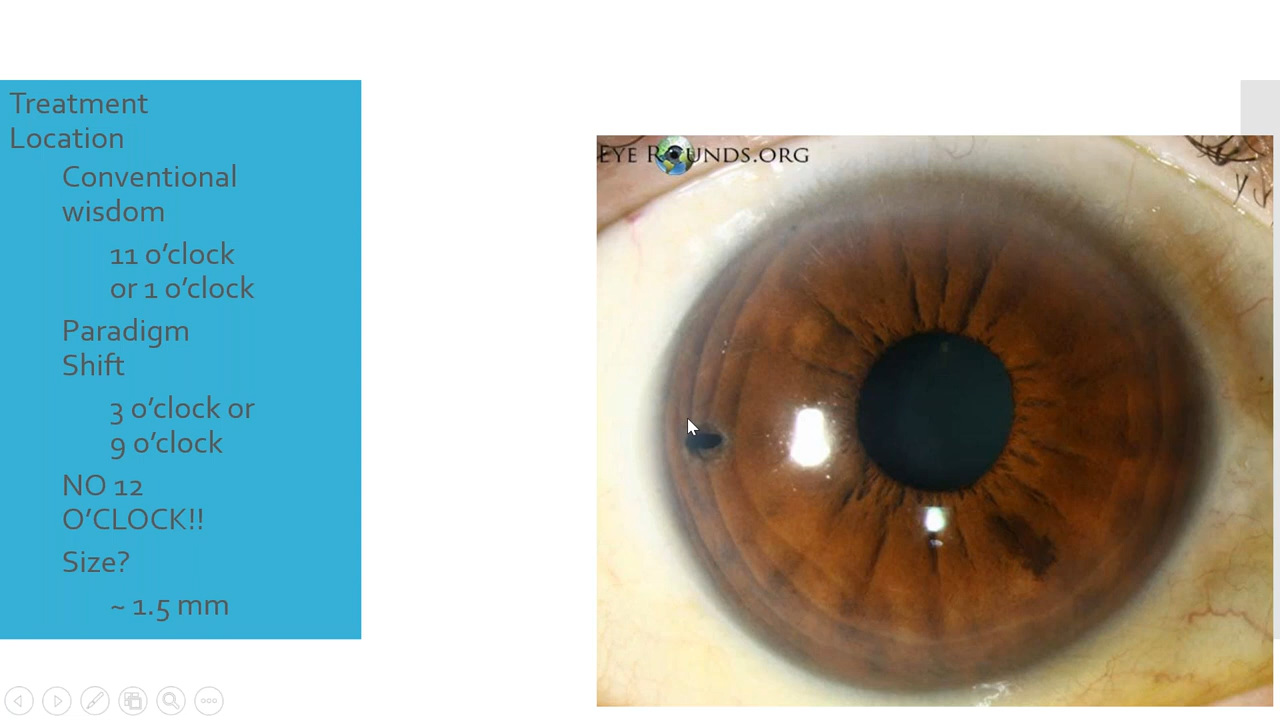 Treatment
Location
Conventional
wisdom
11 o’clock
or 1 o’clock
Paradigm
Shift
3 o’clock or
9 o’clock
NO 12
O’CLOCK!!
Size?
~ 1.5 mm
EYE ROUNDS.ORG